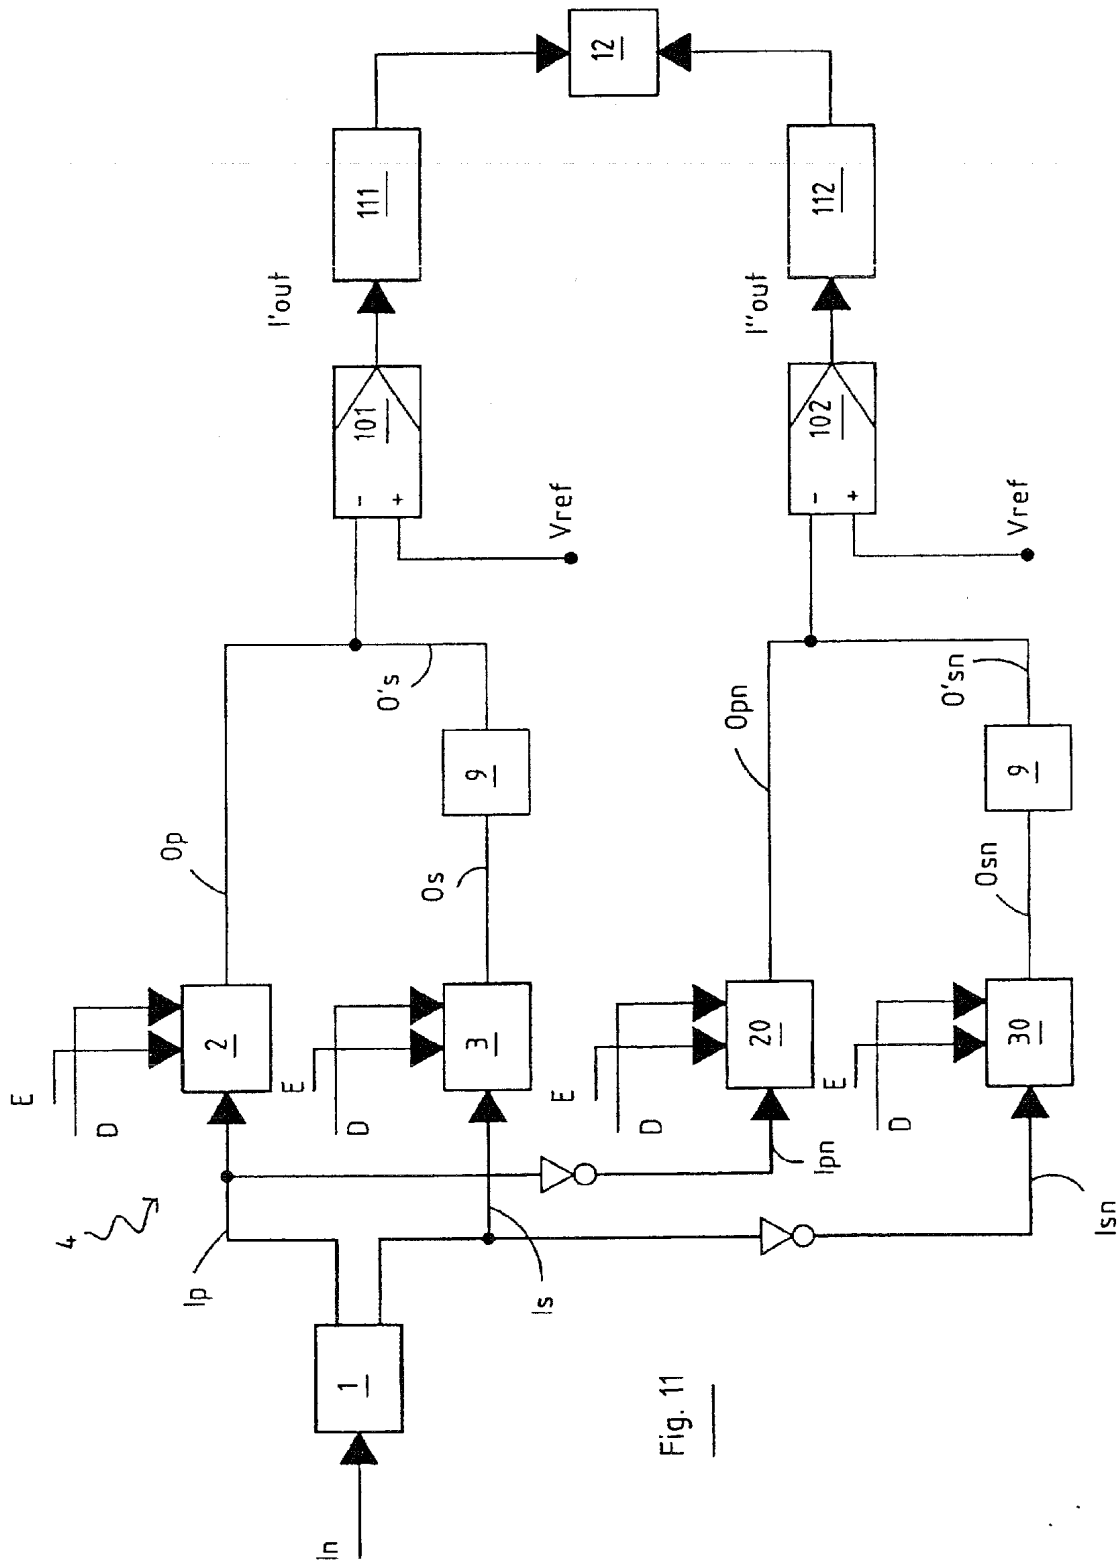 In
1
Ip
Is
4
E
D
2
Op
E
D
3
Os
9
O's
-
+
101
Vref
I'out
111
12
Ipn
Isn
E
D
20
Opn
E
D
30
Osn
9
O'sn
-
+
102
Vref
I''out
112
Fig. 11